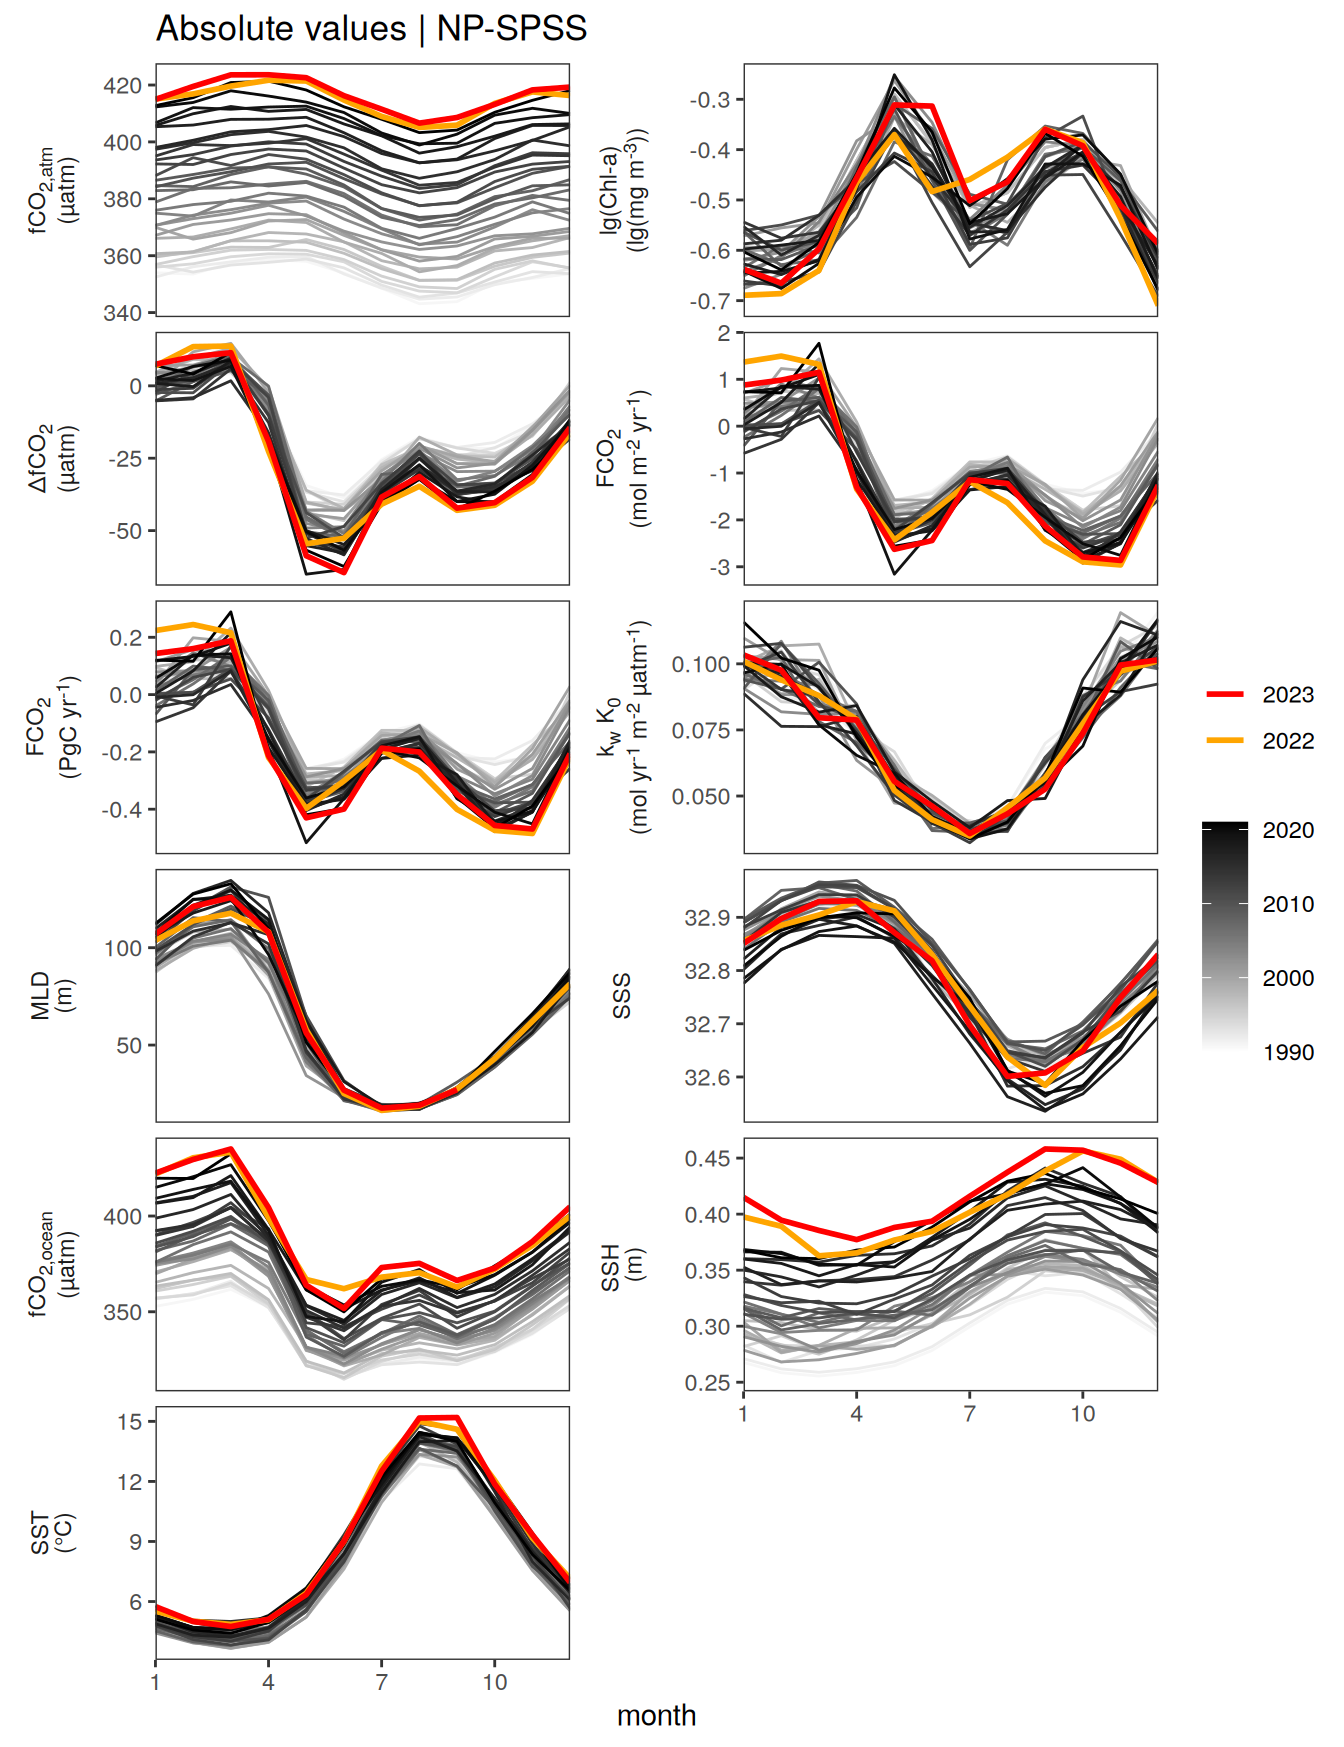 Absolute values | NP-SPSS
fCO2,atm
(µatm)
420
400
380
360
340
lg(Chl-a)
(lg(mg m-3))
-0.3
-0.4
-0.5
-0.6
-0.7
ΔfCO2
(µatm)
0
-25
-50
FCO2
(mol m-2 yr-1)
2
1
0
-1
-2
-3
FCO2
(PgC yr-1)
0.2
0.0
-0.2
-0.4
kw K0
(mol yr-1 m-2 µatm-1)
0.100
0.075
0.050
MLD
(m)
100
50
SSS
32.9
32.8
32.7
32.6
fCO2,ocean
(µatm)
400
350
SSH
(m)
0.45
0.40
0.35
0.30
0.25
1 4 7 10
SST
(°C)
15
12
9
6
1 4 7 10
month
2023
2022
2020
2010
2000
1990